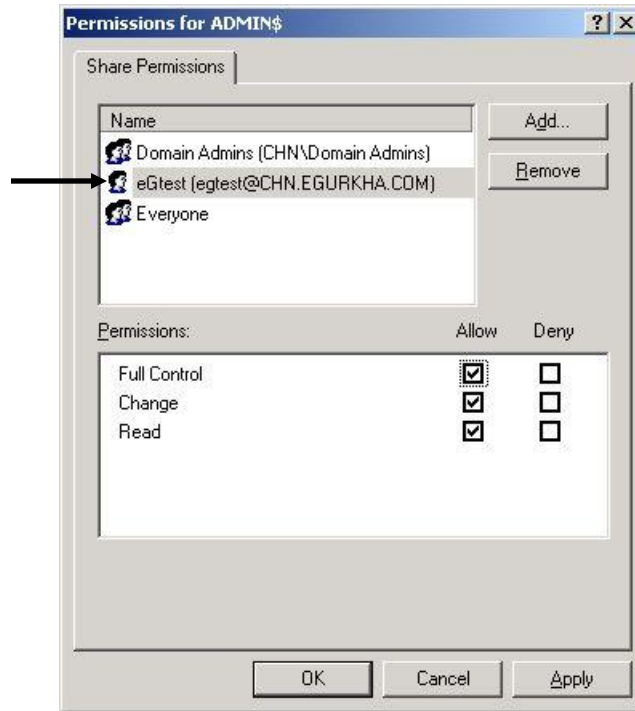 Permissions for ADMIN$
Share Permissions
Name
Add...
Domain Admins (CHN\Domain Admins)
eGtest (egtest@CHN.EGURKHA.COM)
Remove
Everyone
Permissions: Allow Deny
Full Control
Change
Read
OK Cancel Apply